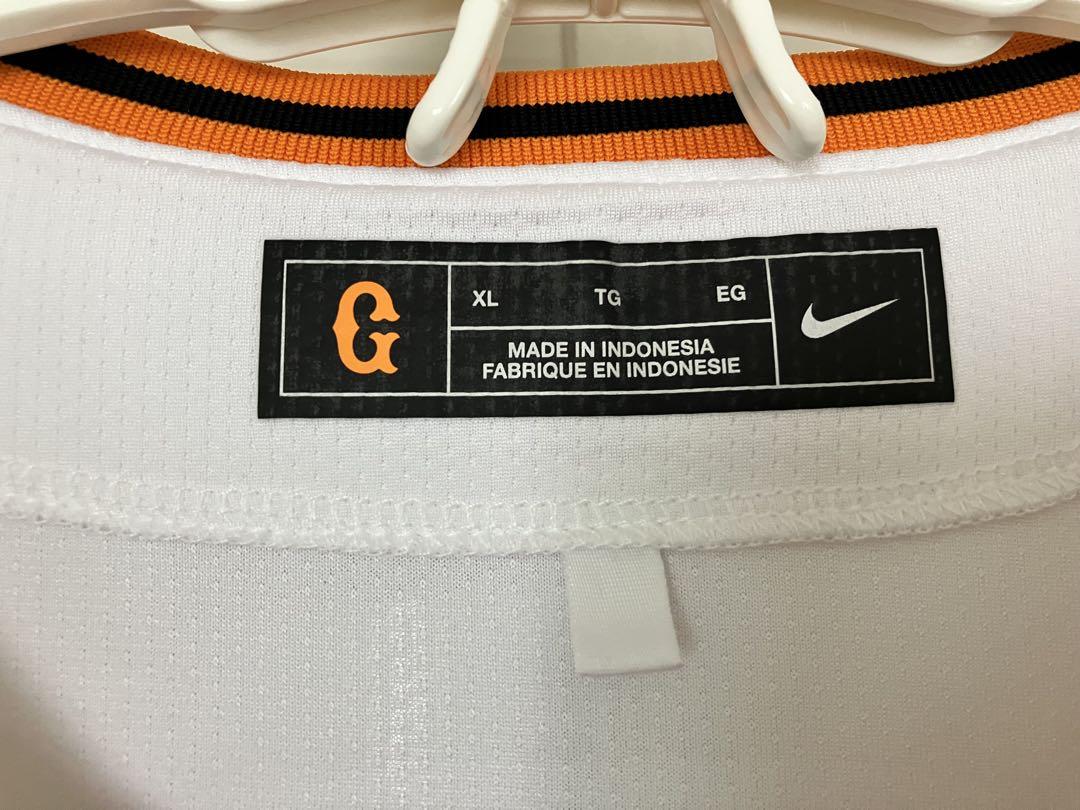 G
XL TG EG
MADE IN INDONESIA
FABRIQUE EN INDONESIE